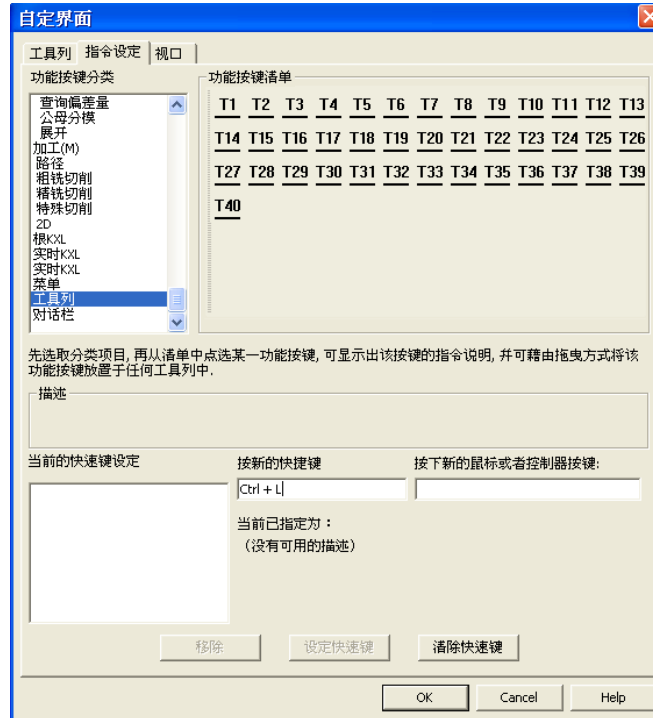 自定界面
工具列 指令设定 视口
功能按键分类
功能按键清单
查询偏差量
公母分模
展开
加工(M)
路径
粗铣切削
精铣切削
特殊切削
2D
根KXL
实时KXL
实时KXL
菜单
工具列
对话栏
T1 T2 T3 T4 T5 T6 T7 T8 T9 T10 T11 T12 T13
T14 T15 T16 T17 T18 T19 T20 T21 T22 T23 T24 T25 T26
T27 T28 T29 T30 T31 T32 T33 T34 T35 T36 T37 T38 T39
T40
先选取分类项目, 再从清单中点选某一功能按键, 可显示出该按键的指令说明, 并可藉由拖曳方式将该
功能按键放置于任何工具列中.
描述
当前的快速键设定
按新的快捷键
按下新的鼠标或者控制器按键:
Ctrl + L
当前已指定为：
（没有可用的描述）
移除 设定快速键 清除快速键
OK Cancel Help